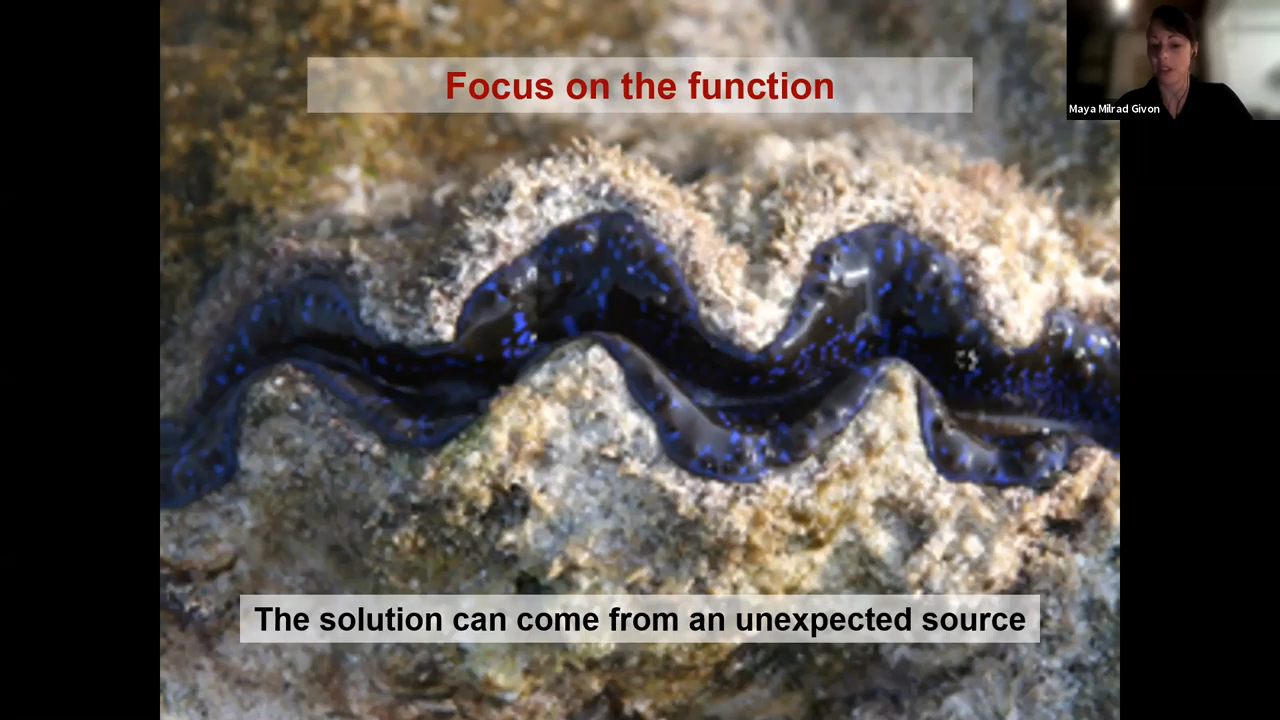 Focus on the function
Maya Milrad Givon
The solution can come from an unexpected source